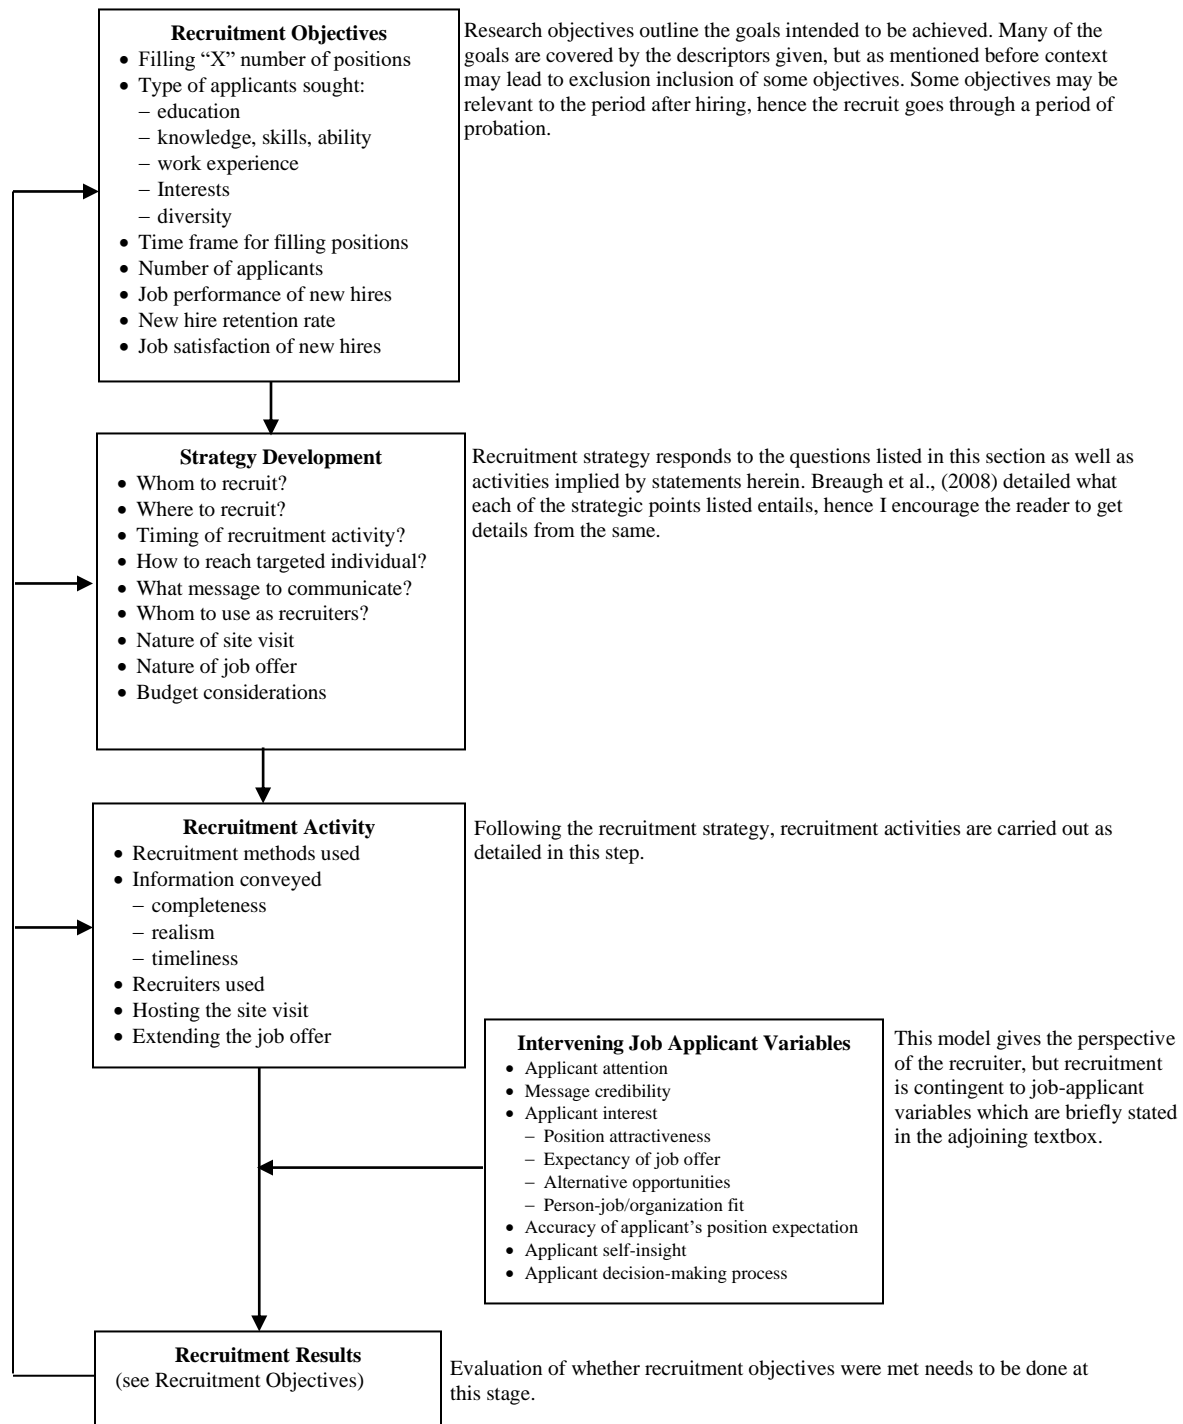 Recruitment Objectives
• Filling “X” number of positions
• Type of applicants sought:
– education
– knowledge, skills, ability
– work experience
– Interests
– diversity
• Time frame for filling positions
• Number of applicants
• Job performance of new hires
• New hire retention rate
• Job satisfaction of new hires
Research objectives outline the goals intended to be achieved. Many of the
goals are covered by the descriptors given, but as mentioned before context
may lead to exclusion inclusion of some objectives. Some objectives may be
relevant to the period after hiring, hence the recruit goes through a period of
probation.
Strategy Development
• Whom to recruit?
• Where to recruit?
• Timing of recruitment activity?
• How to reach targeted individual?
• What message to communicate?
• Whom to use as recruiters?
• Nature of site visit
• Nature of job offer
• Budget considerations
Recruitment strategy responds to the questions listed in this section as well as
activities implied by statements herein. Breaugh et al., (2008) detailed what
each of the strategic points listed entails, hence I encourage the reader to get
details from the same.
Recruitment Activity
• Recruitment methods used
• Information conveyed
– completeness
– realism
– timeliness
• Recruiters used
• Hosting the site visit
• Extending the job offer
Following the recruitment strategy, recruitment activities are carried out as
detailed in this step.
Intervening Job Applicant Variables
• Applicant attention
• Message credibility
• Applicant interest
– Position attractiveness
– Expectancy of job offer
– Alternative opportunities
– Person-job/organization fit
• Accuracy of applicant’s position expectation
• Applicant self-insight
• Applicant decision-making process
This model gives the perspective
of the recruiter, but recruitment
is contingent to job-applicant
variables which are briefly stated
in the adjoining textbox.
Recruitment Results
(see Recruitment Objectives)
Evaluation of whether recruitment objectives were met needs to be done at
this stage.